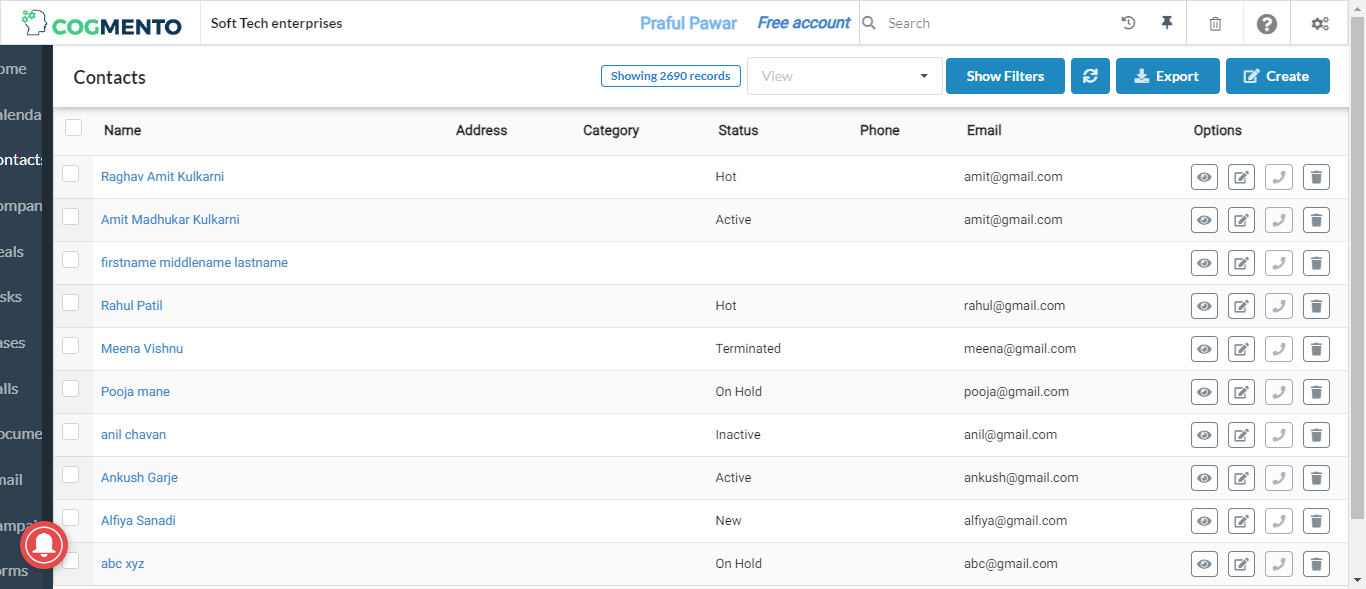 COGMENTO
Soft Tech enterprises
Praful Pawar
Free account
Search
Contacts
Showing 2690 records
View
Show Filters
Export
Create
ome
alenda
ontacts
ompan
eals
sks
ases
alls
ocume
mail
ampai
orms
Name Address Category Status Phone Email Options
Raghav Amit Kulkarni Hot amit@gmail.com
Amit Madhukar Kulkarni Active amit@gmail.com
firstname middlename lastname
Rahul Patil Hot rahul@gmail.com
Meena Vishnu Terminated meena@gmail.com
Pooja mane On Hold pooja@gmail.com
anil chavan Inactive anil@gmail.com
Ankush Garje Active ankush@gmail.com
Alfiya Sanadi New alfiya@gmail.com
abc xyz On Hold abc@gmail.com